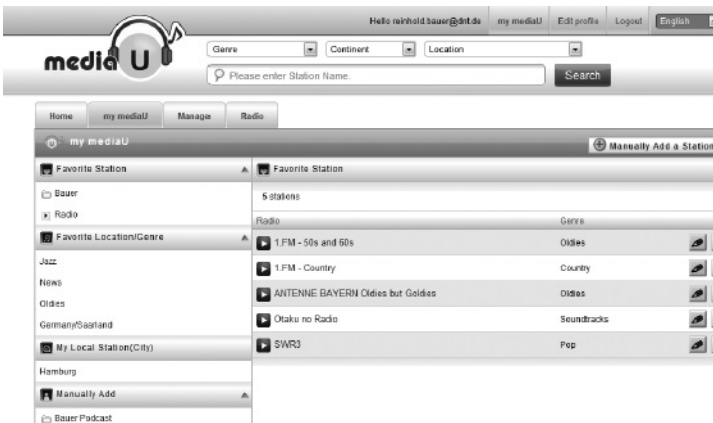 Hello reinhold.bauer@dnt.de my mediaU Edit profile Logout English
media U
Genre Continent Location
Please enter Station Name. Search
Home my mediaU Manager Radio
my mediaU Manually Add a Station
Favorite Station
Bauer
Radio
Favorite Location/Genre
Jazz
News
Oldies
Germany/Saarland
My Local Station(City)
Hamburg
Manually Add
Bauer Podcast
Favorite Station
5 stations
Radio Genre
1.FM - 50s and 60s Oldies
1.FM - Country Country
ANTENNE BAYERN Oldies but Goldies Oldies
Otaku no Radio Soundtracks
SWR3 Pop